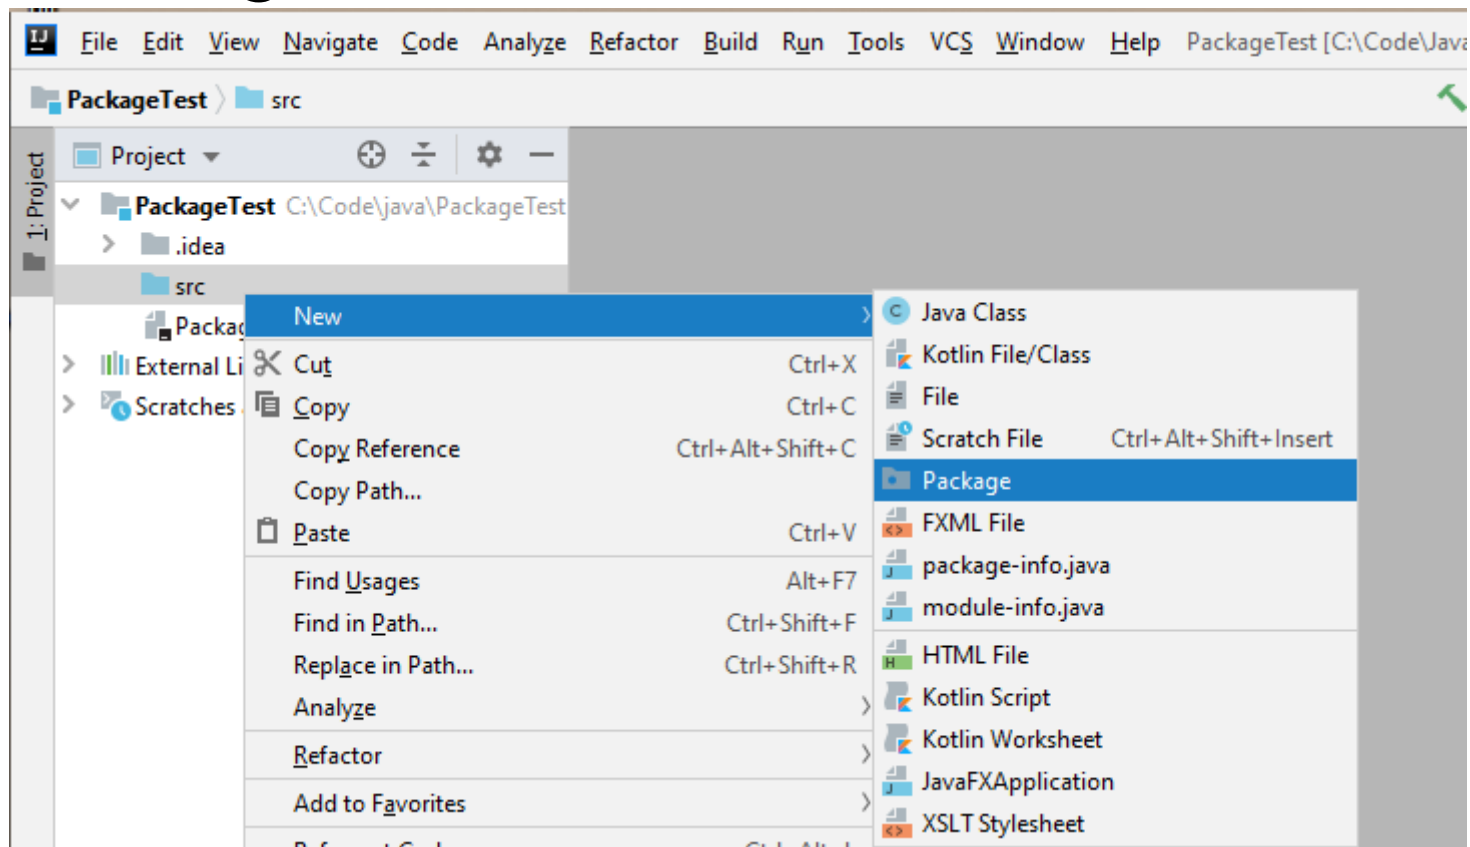 IJ File Edit View Navigate Code Analyze Refactor Build Run Tools VCS Window Help PackageTest [C:\Code\Java
PackageTest src
1: Project
Project
PackageTest C:\Code\java\PackageTest
.idea
src
Packag
External Li
Scratches
New
Cut Ctrl+X
Copy Ctrl+C
Copy Reference Ctrl+Alt+Shift+C
Copy Path...
Paste Ctrl+V
Find Usages Alt+F7
Find in Path... Ctrl+Shift+F
Replace in Path... Ctrl+Shift+R
Analyze
Refactor
Add to Favorites
Java Class
Kotlin File/Class
File
Scratch File Ctrl+Alt+Shift+Insert
Package
FXML File
package-info.java
module-info.java
HTML File
Kotlin Script
Kotlin Worksheet
JavaFXApplication
XSLT Stylesheet